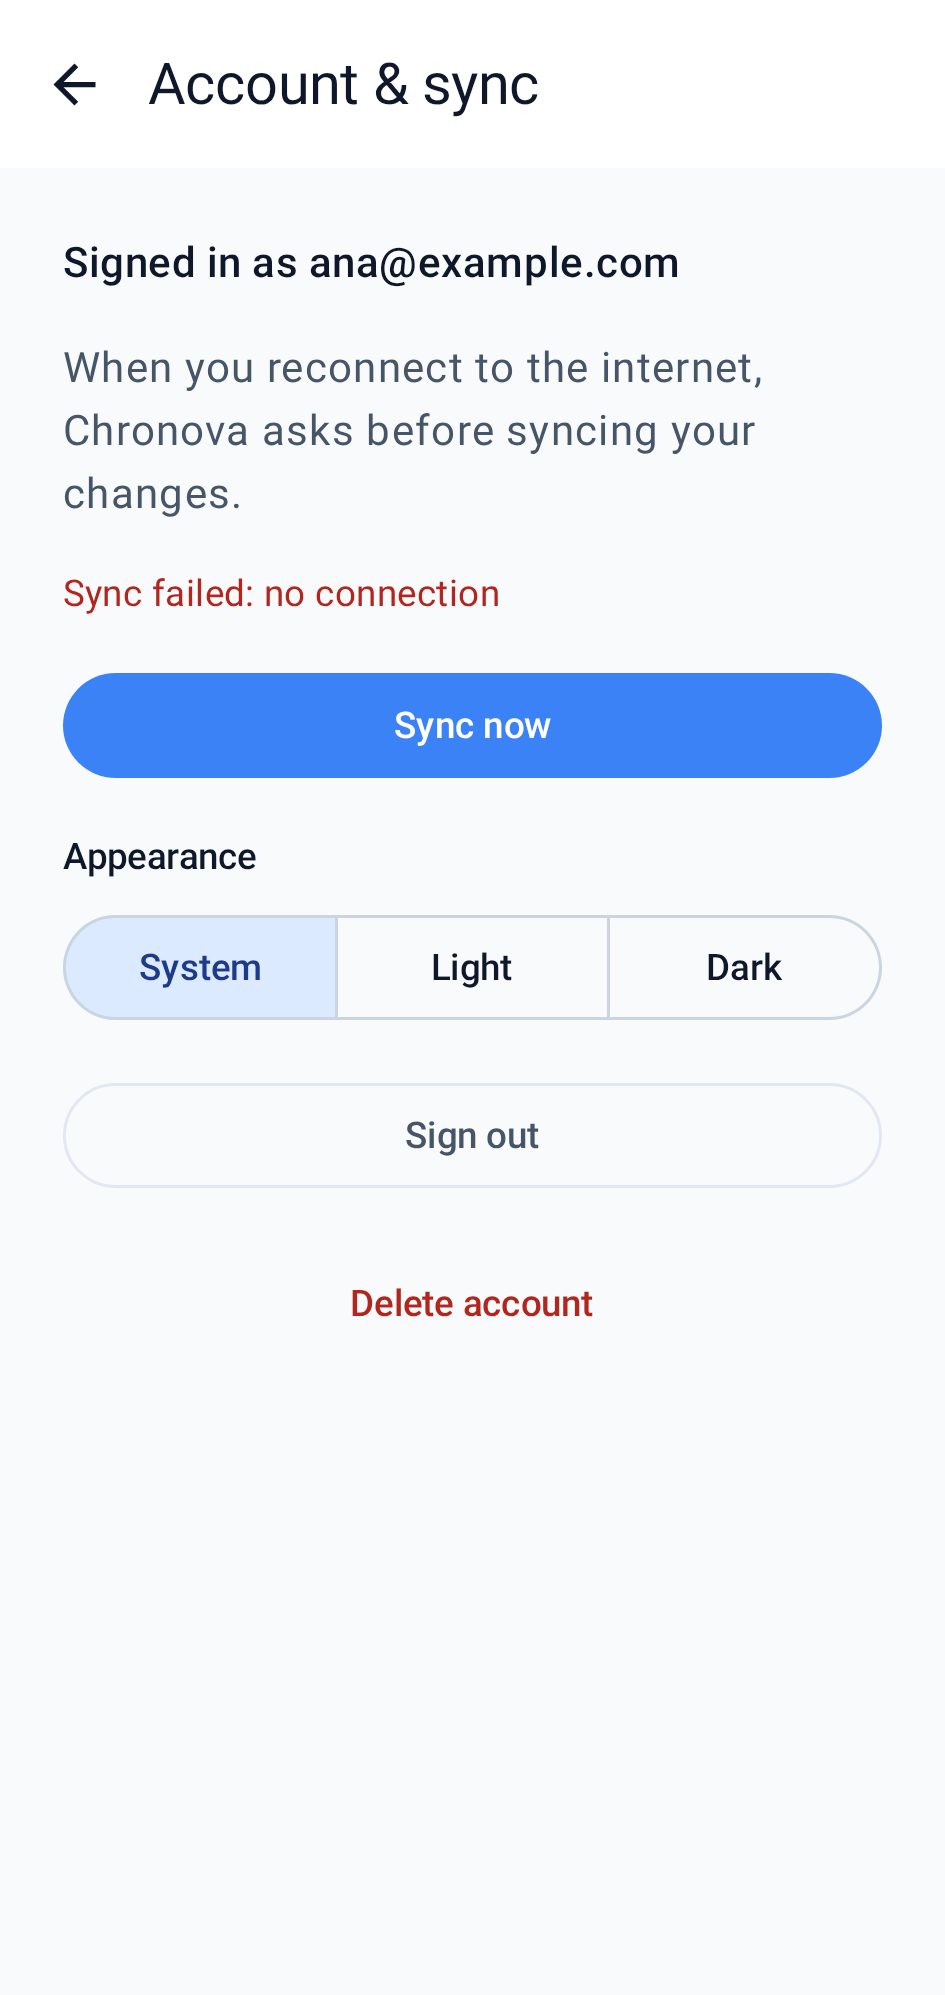 Account & sync
Signed in as ana@example.com
When you reconnect to the internet,
Chronova asks before syncing your
changes.
Sync failed: no connection
Sync now
Appearance
System
Light
Dark
Sign out
Delete account